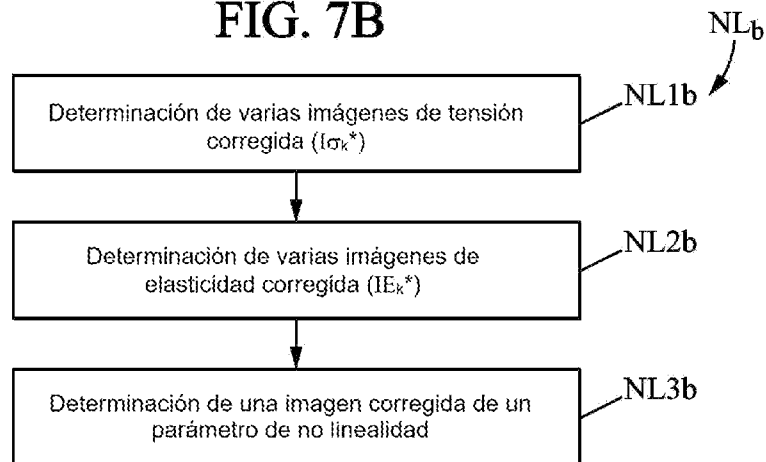 FIG. 7B
NLb
Determinación de varias imágenes de tensión
corregida (Iσk*)
NL1b
Determinación de varias imágenes de
elasticidad corregida (IEk*)
NL2b
Determinación de una imagen corregida de un
parámetro de no linealidad
NL3b